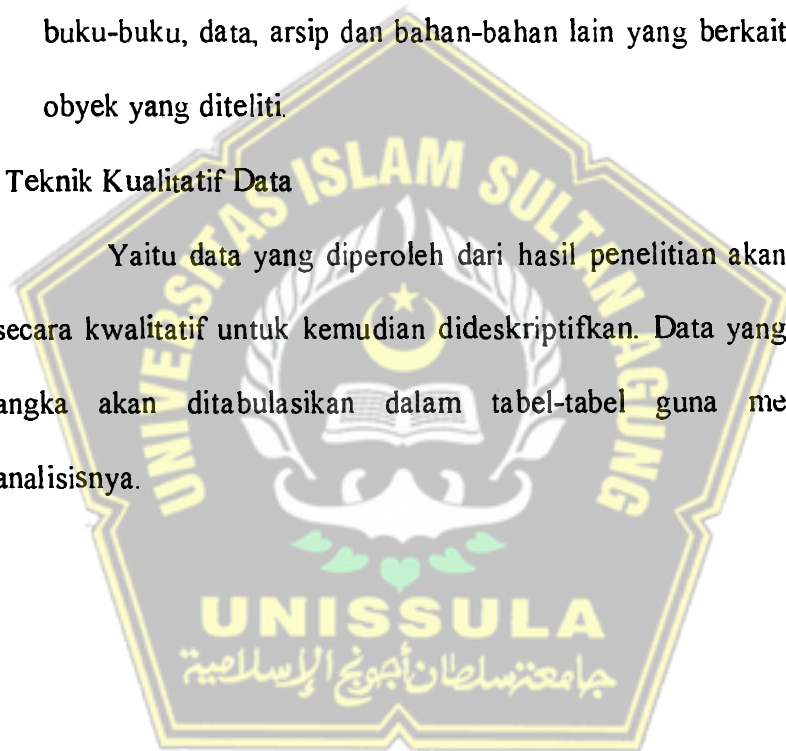 buku-buku, data, arsip dan bahan-bahan lain yang berkait
obyek yang diteliti.
Teknik Kualitatif Data
Yaitu data yang diperoleh dari hasil penelitian akan
secara kwalitatif untuk kemudian dideskriptifkan. Data yang
angka akan ditabulasikan dalam tabel-tabel guna me
analisisnya.
UNIVERSITAS ISLAM SULTAN AGUNG
UNISSULA
جامعة سلطان أجونج الإسلامية